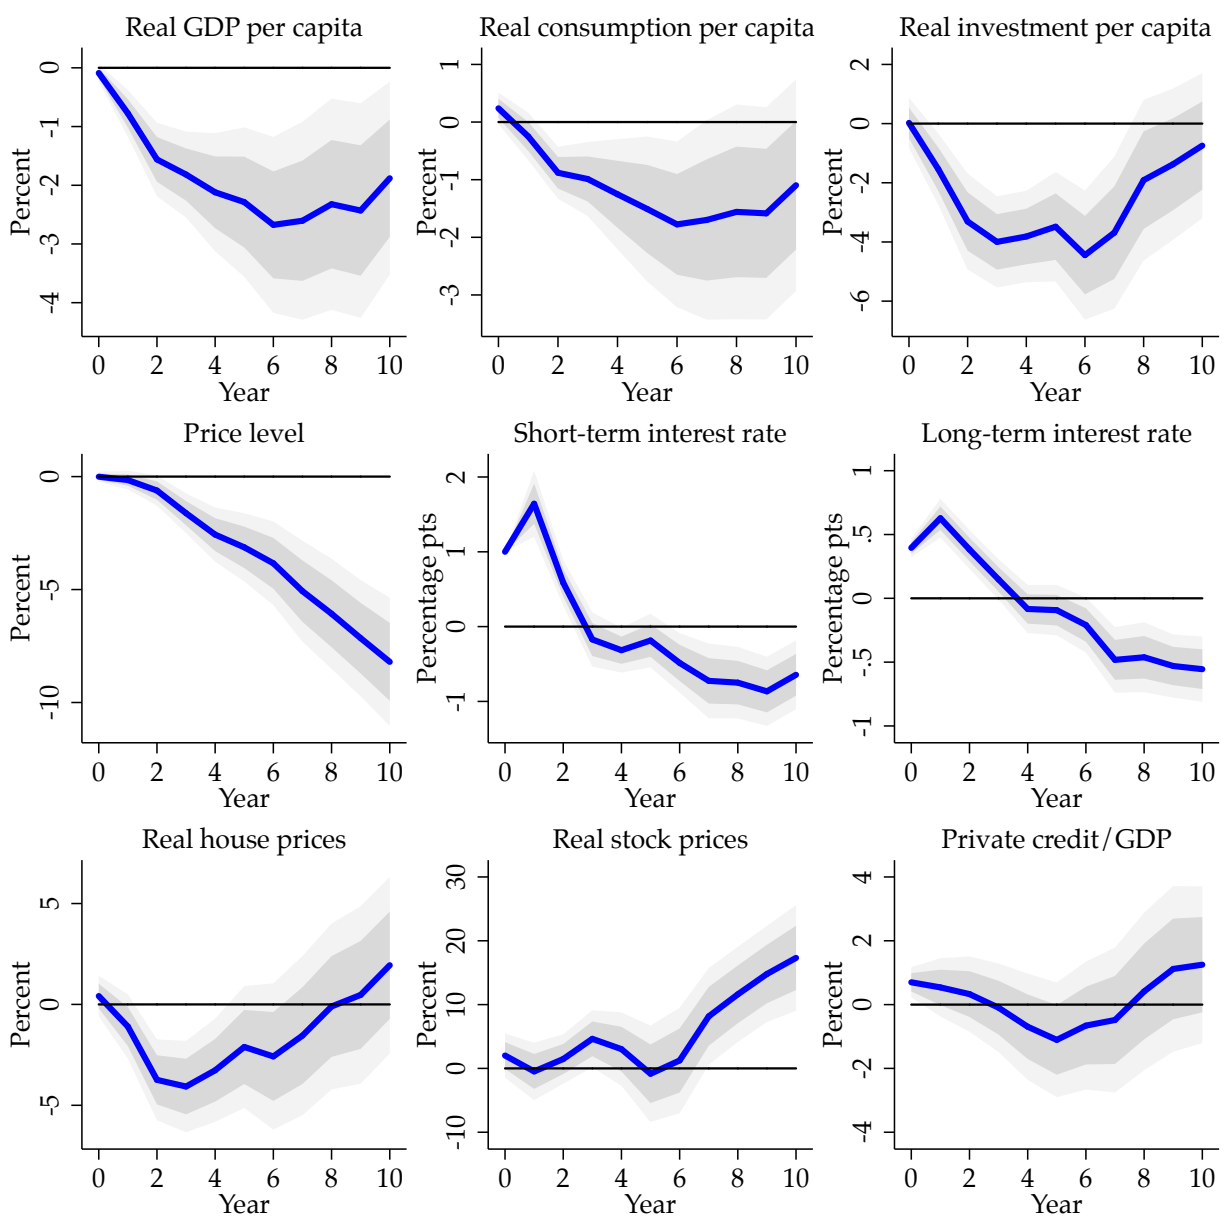 Real GDP per capita
Percent
0
-1
-2
-3
-4
0 2 4 6 8 10
Year
Real consumption per capita
Percent
1
0
-1
-2
-3
0 2 4 6 8 10
Year
Real investment per capita
Percent
2
0
-2
-4
-6
0 2 4 6 8 10
Year
Price level
Percent
0
-5
-10
0 2 4 6 8 10
Year
Short-term interest rate
Percentage pts
2
1
0
-1
0 2 4 6 8 10
Year
Long-term interest rate
Percentage pts
1
.5
0
-.5
-1
0 2 4 6 8 10
Year
Real house prices
Percent
5
0
-5
0 2 4 6 8 10
Year
Real stock prices
Percent
30
20
10
0
-10
0 2 4 6 8 10
Year
Private credit/GDP
Percent
4
2
0
-2
-4
0 2 4 6 8 10
Year